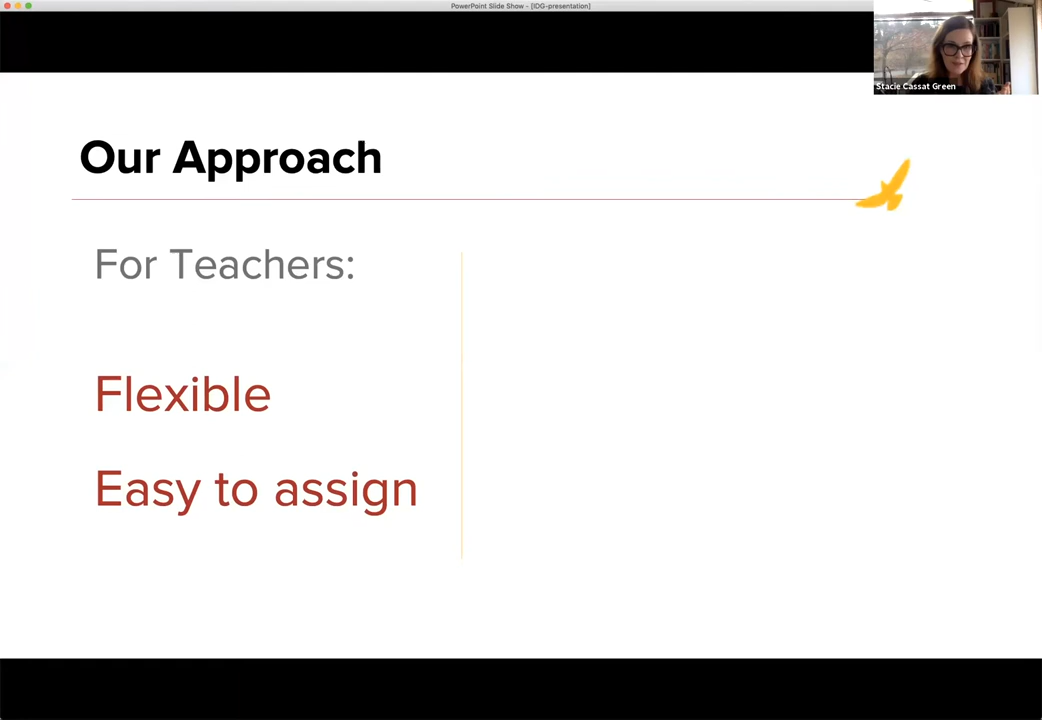 PowerPoint Slide Show - [IDG-presentation]
Stacie Cassat Green
Our Approach
For Teachers:
Flexible
Easy to assign